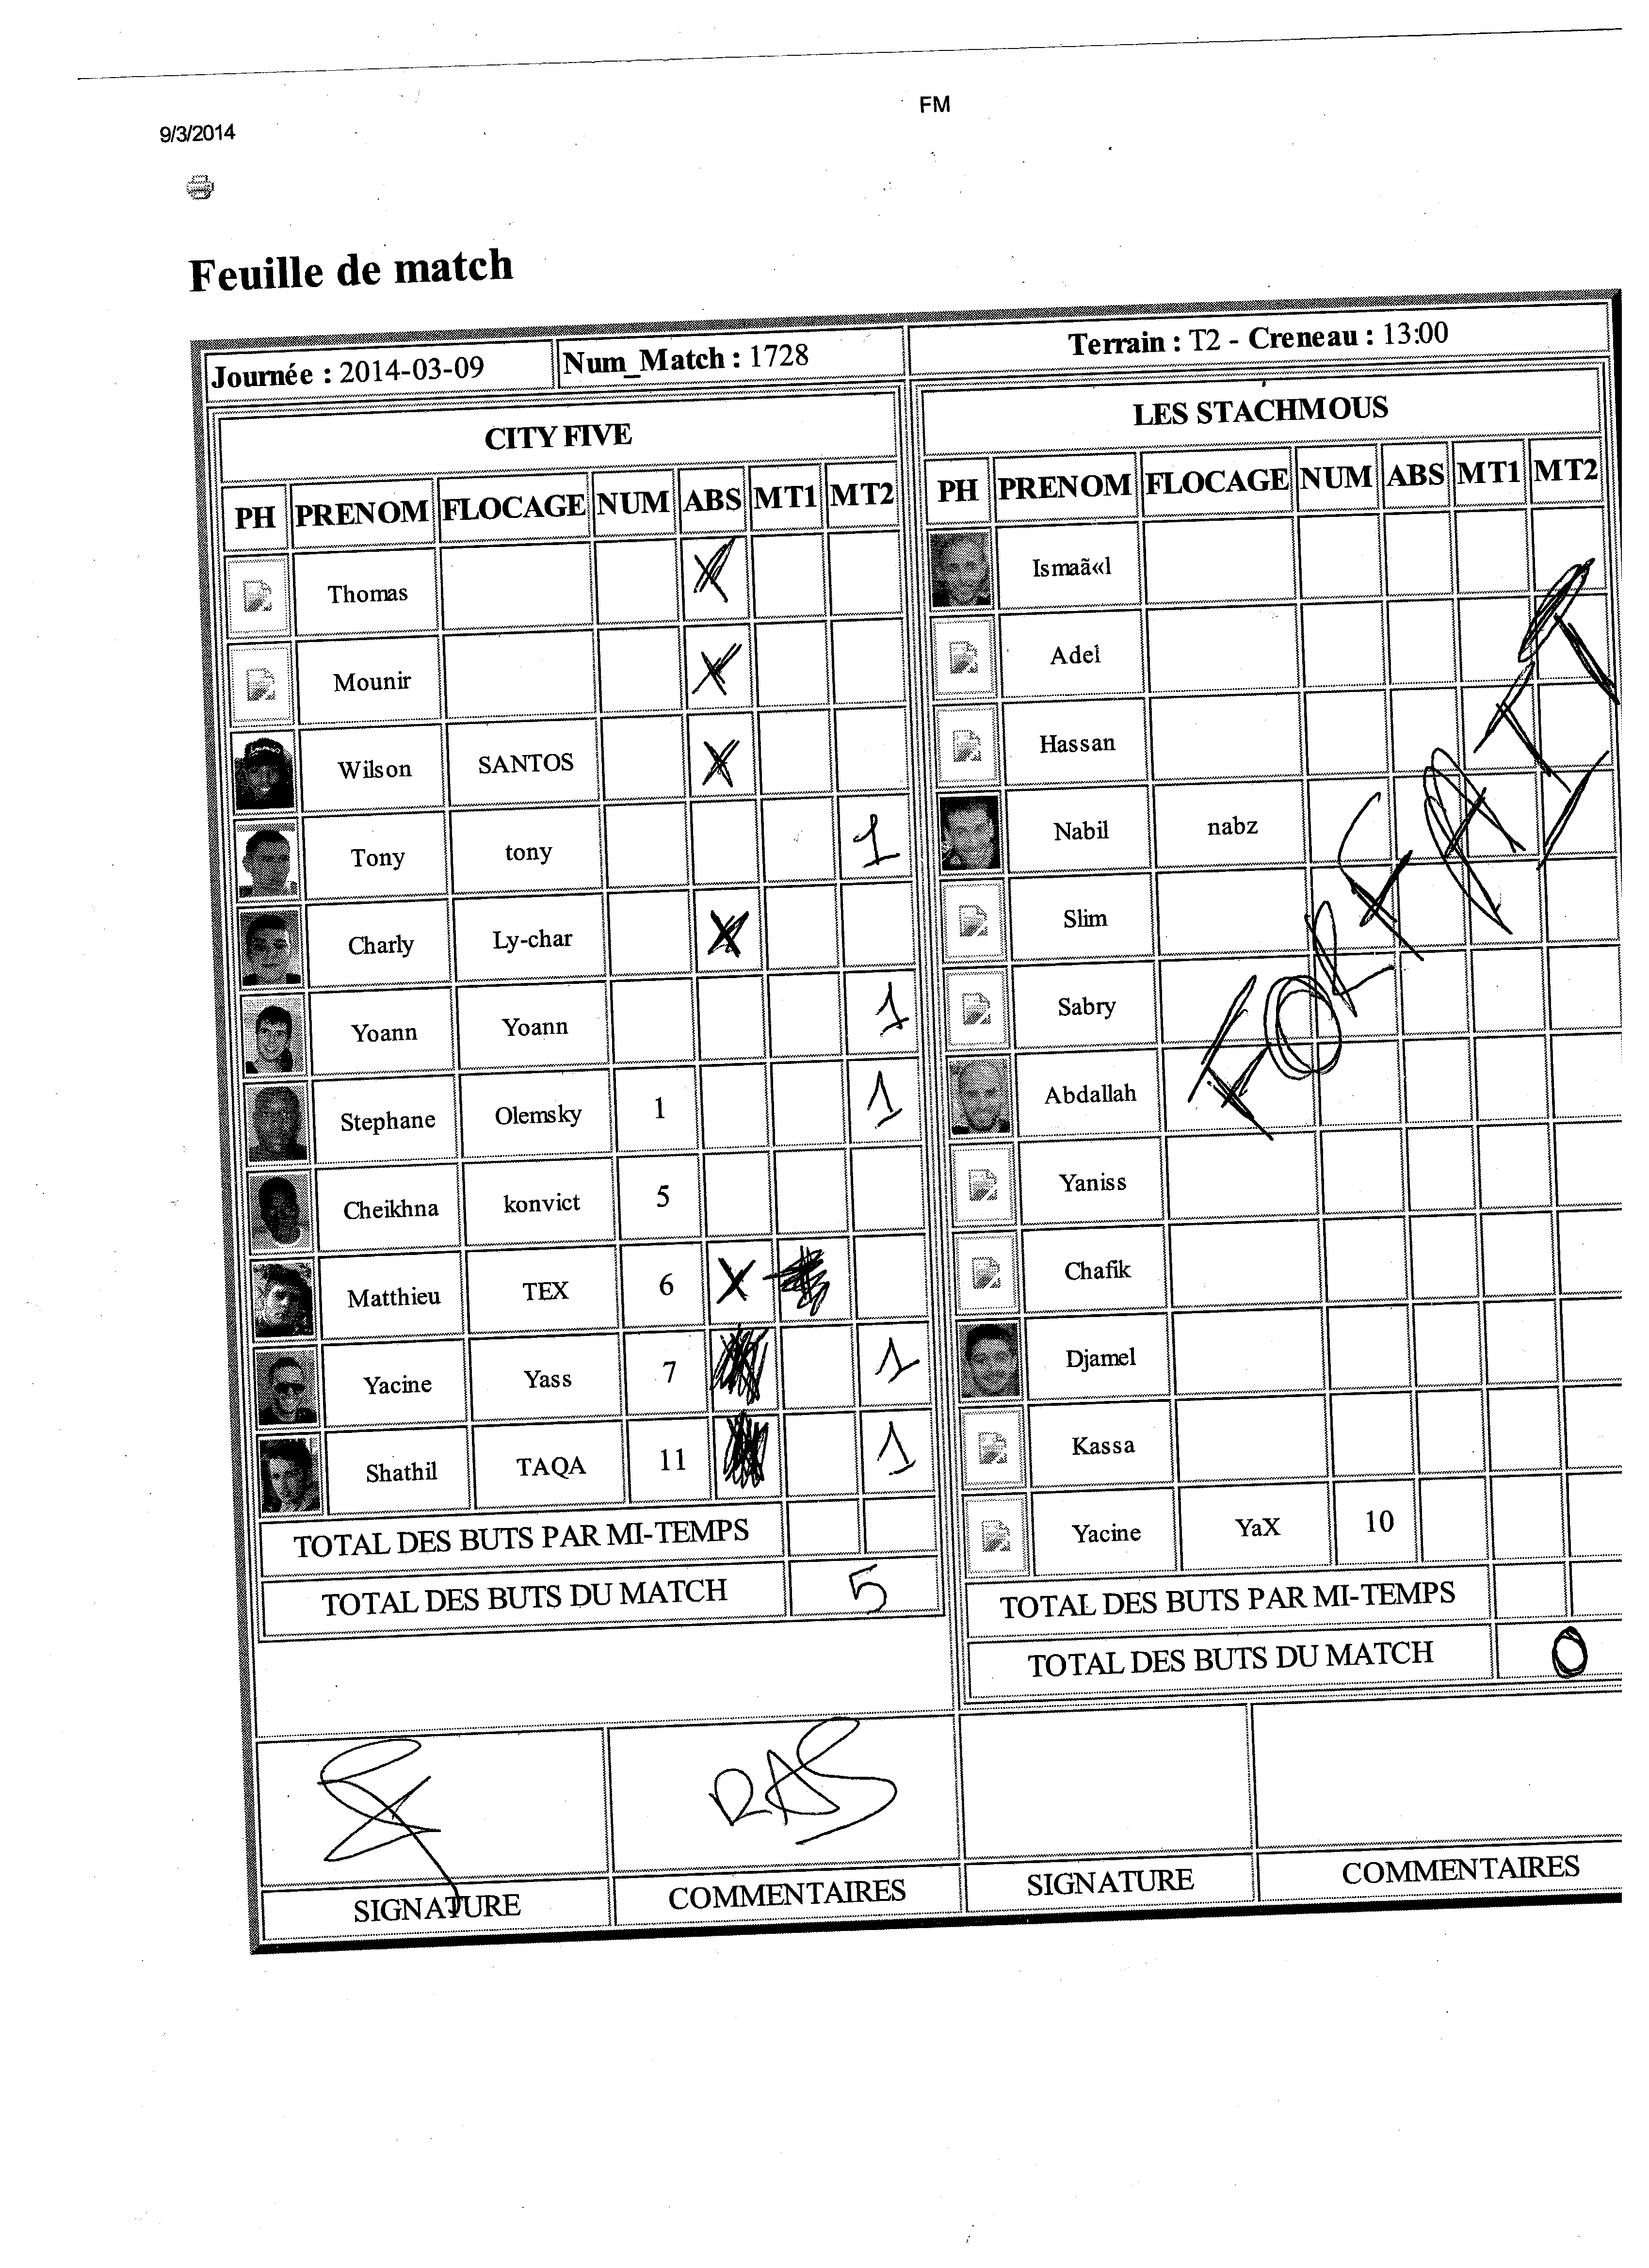 FM
9/3/2014
Feuille de match
Journée : 2014-03-09 Num_Match : 1728 Terrain : T2 - Creneau : 13:00
CITY FIVE
PH PRENOM FLOCAGE NUM ABS MT1 MT2
Thomas X
Mounir X
Wilson SANTOS X
Tony tony 1
Charly Ly-char X
Yoann Yoann 1
Stephane Olemsky 1 1
Cheikhna konvict 5
Matthieu TEX 6 X
Yacine Yass 7 1
Shathil TAQA 11 1
TOTAL DES BUTS PAR MI-TEMPS
TOTAL DES BUTS DU MATCH 5
LES STACHMOUS
PH PRENOM FLOCAGE NUM ABS MT1 MT2
Ismaã«l
Adel
Hassan
Nabil nabz
Slim
Sabry
Abdallah
Yaniss
Chafik
Djamel
Kassa
Yacine YaX 10
FORFAIT
TOTAL DES BUTS PAR MI-TEMPS
TOTAL DES BUTS DU MATCH 0
RAS
SIGNATURE COMMENTAIRES SIGNATURE COMMENTAIRES